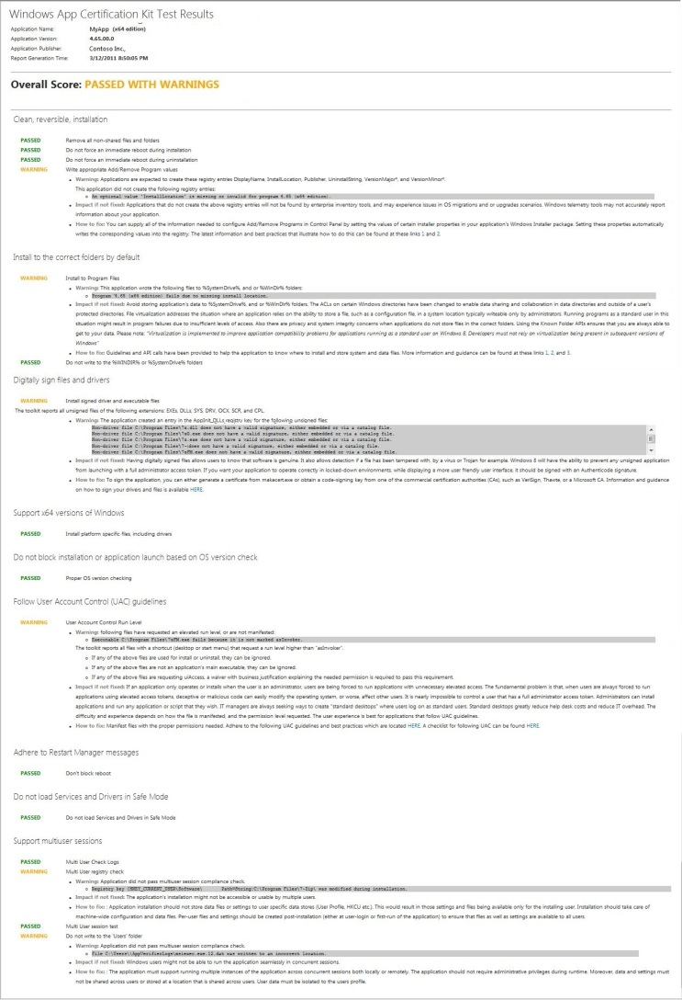 Windows App Certification Kit Test Results
Application Name: MyApp (x64 edition)
Application Version: 4.65.00.0
Application Publisher: Contoso Inc.,
Report Generation Time: 3/12/2011 8:50:05 PM
Overall Score: PASSED WITH WARNINGS
Clean, reversible, installation
PASSED Remove all non-shared files and folders
PASSED Do not force an immediate reboot during installation
PASSED Do not force an immediate reboot during uninstallation
WARNING Write appropriate Add/Remove Program values
• Warning: Applications are expected to create these registry entries DisplayName, InstallLocation, Publisher, UninstallString, VersionMajor*, and VersionMinor*.
This application did not create the following registry entries:
o An optional value 'InstallLocation' is missing or invalid for program 4.65 (x64 edition).
• Impact if not fixed: Applications that do not create the above registry entries will not be found by enterprise inventory tools, and may experience issues in OS migrations and or upgrades scenarios. Windows telemetry tools may not accurately report
information about your application.
• How to fix: You can supply all of the information needed to configure Add/Remove Programs in Control Panel by setting the values of certain installer properties in your application's Windows Installer package. Setting these properties automatically
writes the corresponding values into the registry. The latest information and best practices that illustrate how to do this can be found at these links 1 and 2.
Install to the correct folders by default
WARNING Install to Program Files
• Warning: This application wrote the following files to %SystemDrive%, and or %WinDir% folders:
o Program 4.65 (x64 edition) fails due to missing install location.
• Impact if not fixed: Avoid storing application's data to %SystemDrive%, and or %WinDir% folders. The ACLs on certain Windows directories have been changed to enable data sharing and collaboration in data directories and outside of a user's
protected directories. File virtualization addresses the situation where an application relies on the ability to store a file, such as a configuration file, in a system location typically writeable only by administrators. Running programs as a standard user in this
situation might result in program failures due to insufficient levels of access. Also there are privacy and system integrity concerns when applications do not store files in the correct folders. Using the Known Folder APIs ensures that you are always able to
get to your data. Please note: "Virtualization is implemented to improve application compatibility problems for applications running as a standard user on Windows 8. Developers must not rely on virtualization being present in subsequent versions of
Windows"
• How to fix: Guidelines and API calls have been provided to help the application to know where to install and store system and data files. More information and guidance can be found at these links 1, 2, and 3.
PASSED Do not write to the %WINDIR% or %SystemDrive% folders
Digitally sign files and drivers
WARNING Install signed driver and executable files
The toolkit reports all unsigned files of the following extensions: EXEs, DLLs, SYS, DRV, OCX, SCR, and CPL.
• Warning: The application created an entry in the AppInit_DLLs registry key for the following unsigned files:
Non-driver file C:\Program Files\7z.dll does not have a valid signature, either embedded or via a catalog file.
Non-driver file C:\Program Files\7zG.exe does not have a valid signature, either embedded or via a catalog file.
Non-driver file C:\Program Files\7z.exe does not have a valid signature, either embedded or via a catalog file.
Non-driver file C:\Program Files\7- does not have a valid signature, either embedded or via a catalog file.
Non-driver file C:\Program Files\7zFM.exe does not have a valid signature, either embedded or via a catalog file.
• Impact if not fixed: Having digitally signed files allows users to know that software is genuine. It also allows detection if a file has been tampered with, by a virus or Trojan for example. Windows 8 will have the ability to prevent any unsigned application
from launching with a full administrator access token. If you want your application to operate correctly in locked-down environments, while displaying a more user friendly user interface, it should be signed with an Authenticode signature.
• How to fix: To sign the application, you can either generate a certificate from makecert.exe or obtain a code-signing key from one of the commercial certification authorities (CAs), such as VeriSign, Thawte, or a Microsoft CA. Information and guidance
on how to sign your drivers and files is available HERE.
Support x64 versions of Windows
PASSED Install platform specific files, including drivers
Do not block installation or application launch based on OS version check
PASSED Proper OS version checking
Follow User Account Control (UAC) guidelines
WARNING User Account Control Run Level
• Warning: following files have requested an elevated run level, or are not manifested:
o Executable C:\Program Files\7zFM.exe fails because it is not marked asInvoker.
The toolkit reports all files with a shortcut (desktop or start menu) that request a run level higher than "asInvoker".
o If any of the above files are used for install or uninstall, they can be ignored.
o If any of the above files are not an application's main executable, they can be ignored.
o If any of the above files are requesting uiAccess, a waiver with business justification explaining the needed permission is required to pass this requirement.
• Impact if not fixed: If an application only operates or installs when the user is an administrator, users are being forced to run applications with unnecessary elevated access. The fundamental problem is that, when users are always forced to run
applications using elevated access tokens, deceptive or malicious code can easily modify the operating system, or worse, affect other users. It is nearly impossible to control a user that has a full administrator access token. Administrators can install
applications and run any application or script that they wish. IT managers are always seeking ways to create "standard desktops" where users log on as standard users. Standard desktops greatly reduce help desk costs and reduce IT overhead. The
difficulty and experience depends on how the file is manifested, and the permission level requested. The user experience is best for applications that follow UAC guidelines.
• How to fix: Manifest files with the proper permissions needed. Adhere to the following UAC guidelines and best practices which are located HERE. A checklist for following UAC can be found HERE.
Adhere to Restart Manager messages
PASSED Don't block reboot
Do not load Services and Drivers in Safe Mode
PASSED Do not load Services and Drivers in Safe Mode
Support multiuser sessions
PASSED Multi User Check Logs
WARNING Multi User registry check
• Warning: Application did not pass multiuser session compliance check.
o Registry key (HKEY_CURRENT_USER\Software\ Path=String:C:\Program Files\7-Zip\ was modified during installation.
• Impact if not fixed: The application's installation might not be accessible or usable by multiple users.
• How to fix: : Application installation should not store data files or settings to user specific data stores (User Profile, HKCU etc.). This would result in those settings and files being available only for the installing user. Installation should take care of
machine-wide configuration and data files. Per-user files and settings should be created post-installation (either at user-login or first-run of the application) to ensure that files as well as settings are available to all users.
PASSED Multi User session test
WARNING Do not write to the 'Users' folder
• Warning: Application did not pass multiuser session compliance check.
o File C:\Users\\AppVerifierLogs\msiexec.exe.12.dat was written to an incorrect location.
• Impact if not fixed: Windows users might not be able to run the application seamlessly in concurrent sessions.
• How to fix: : The application must support running multiple instances of the application across concurrent sessions both locally or remotely. The application should not require administrative privileges during runtime. Moreover, data and settings must
not be shared across users or stored at a location that is shared across users. User data must be isolated to the users profile.